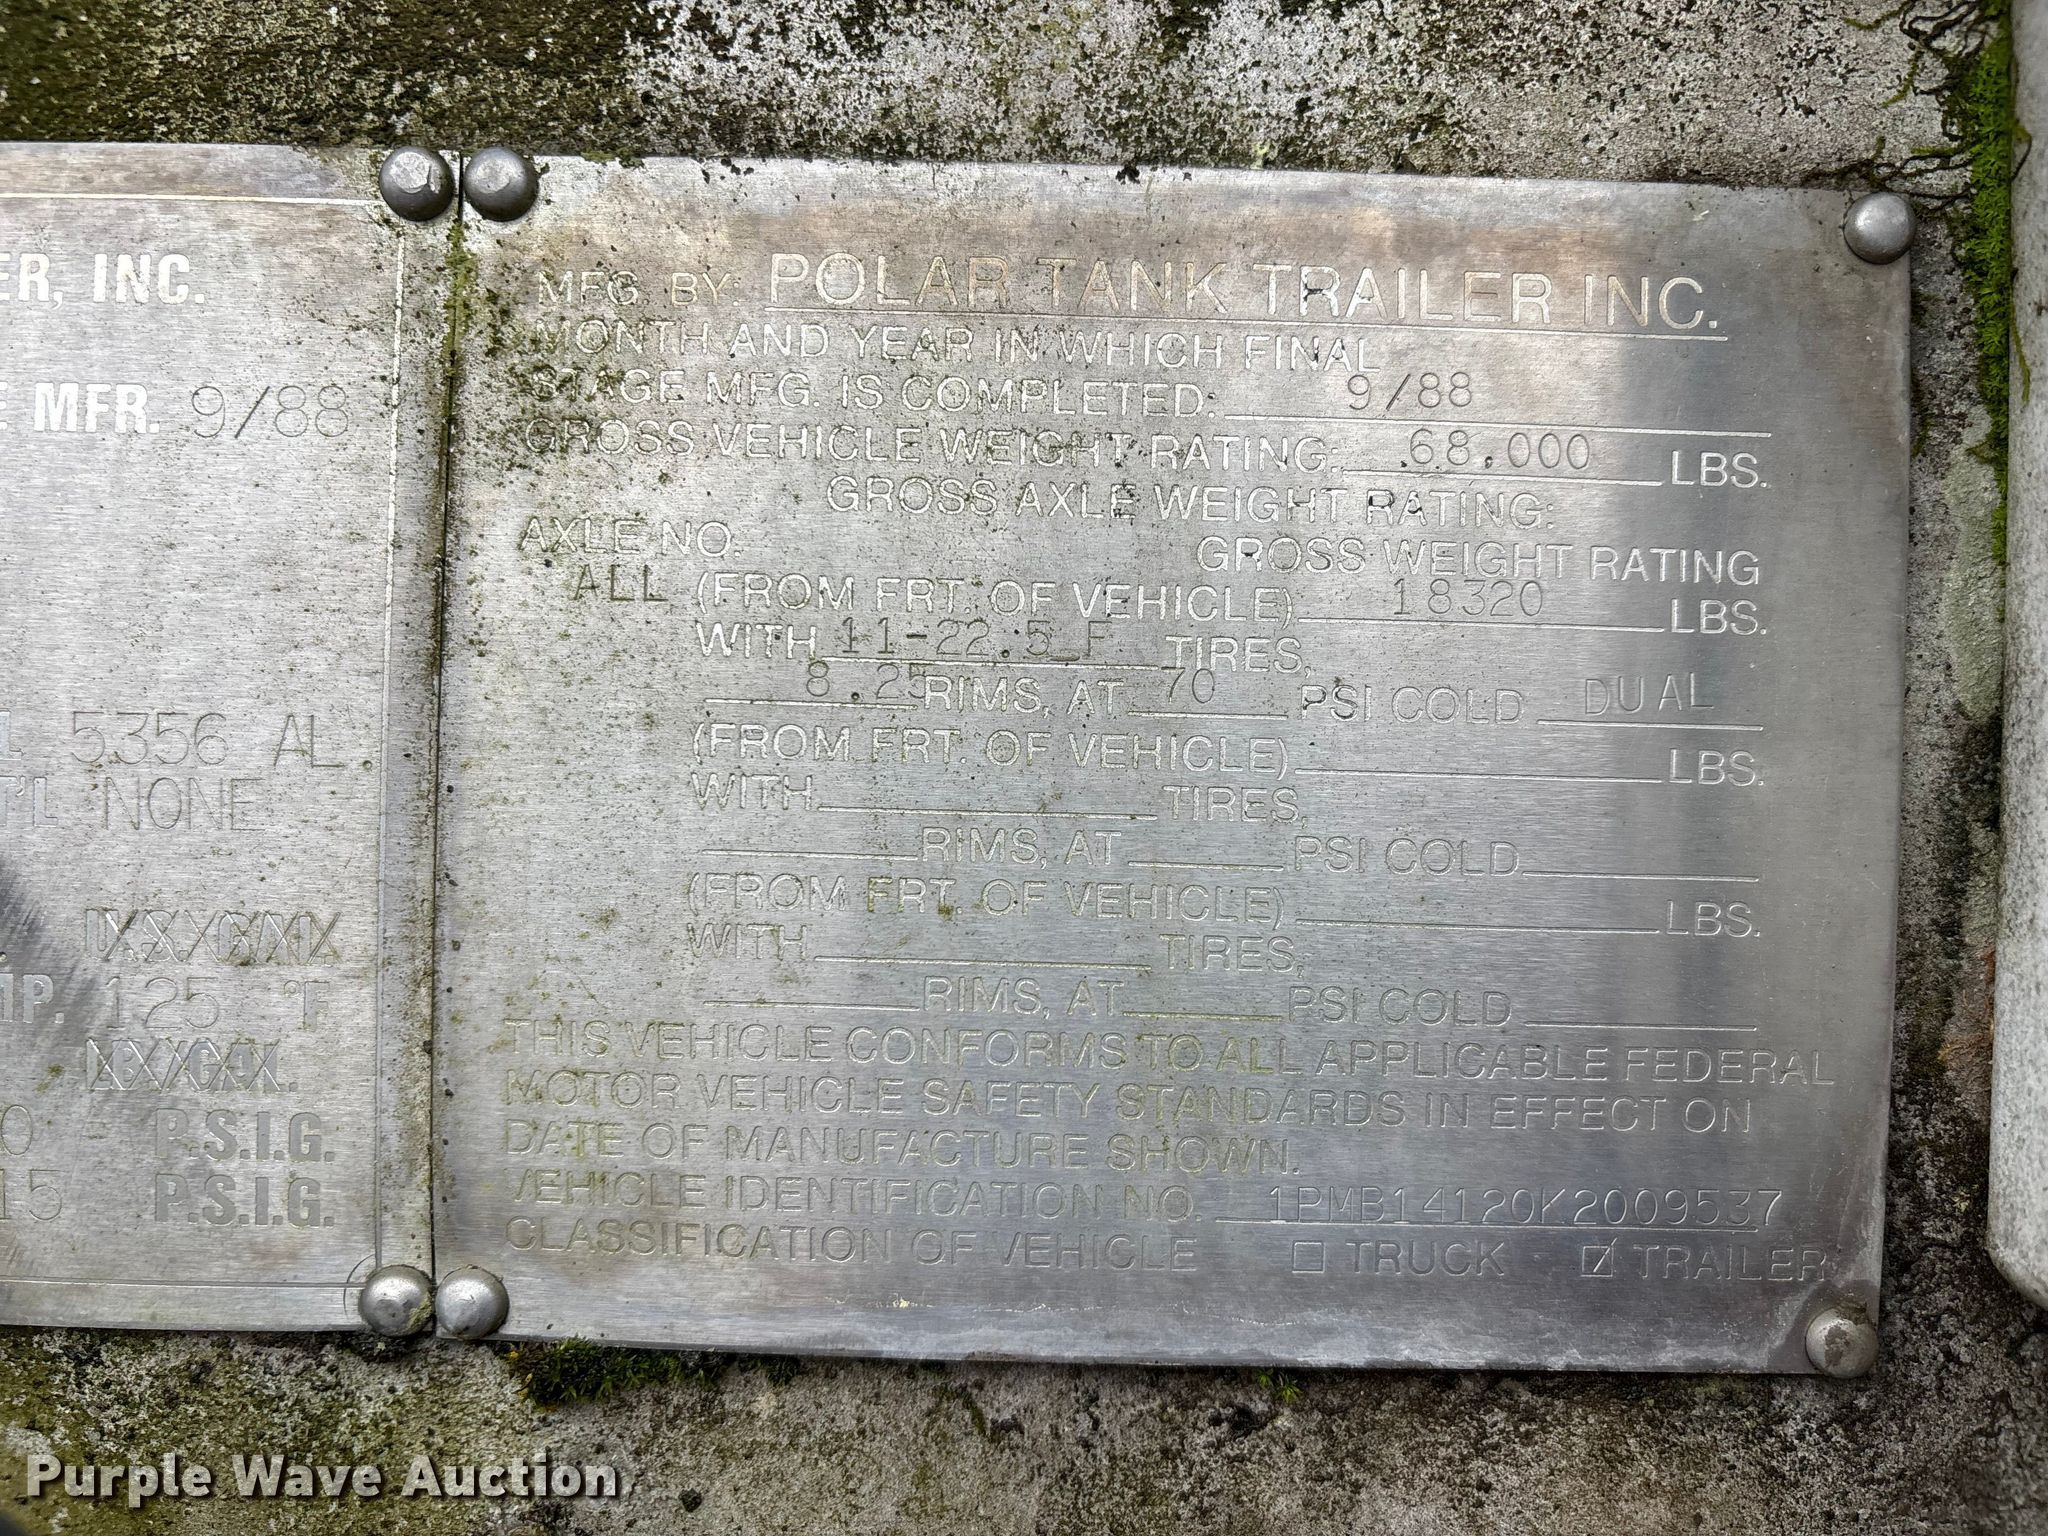 ER, INC.
E MFR. 9/88
5356 AL
T'L NONE
MP. 125 °F
P.S.I.G.
15 P.S.I.G.
MFG. BY: POLAR TANK TRAILER INC.
MONTH AND YEAR IN WHICH FINAL
STAGE MFG. IS COMPLETED: 9/88
GROSS VEHICLE WEIGHT RATING: 68,000 LBS.
GROSS AXLE WEIGHT RATING:
AXLE NO. GROSS WEIGHT RATING
ALL (FROM FRT. OF VEHICLE) 18320 LBS.
WITH 11-22.5 F TIRES,
8.25 RIMS, AT 70 PSI COLD DUAL
(FROM FRT. OF VEHICLE) LBS.
WITH TIRES,
RIMS, AT PSI COLD
(FROM FRT. OF VEHICLE) LBS.
WITH TIRES,
RIMS, AT PSI COLD
THIS VEHICLE CONFORMS TO ALL APPLICABLE FEDERAL
MOTOR VEHICLE SAFETY STANDARDS IN EFFECT ON
DATE OF MANUFACTURE SHOWN.
VEHICLE IDENTIFICATION NO. 1PMB14120K2009537
CLASSIFICATION OF VEHICLE ☐ TRUCK ☑ TRAILER
Purple Wave Auction